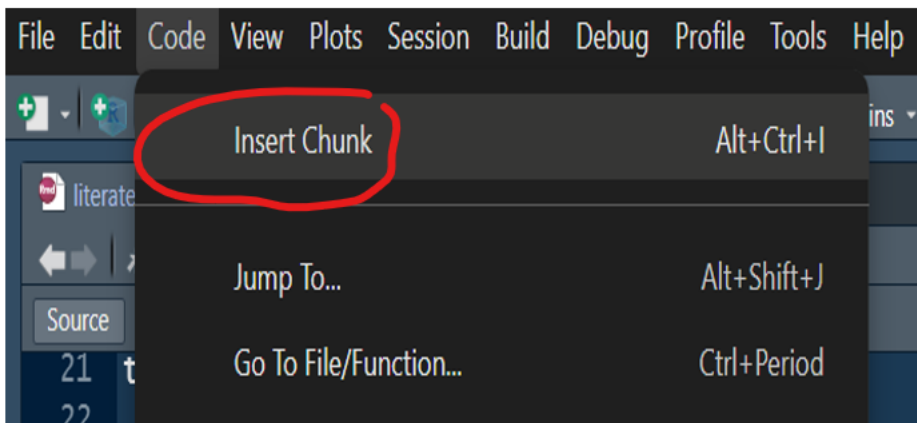 File Edit Code View Plots Session Build Debug Profile Tools Help
ins
Insert Chunk Alt+Ctrl+I
Rmd literate
Jump To... Alt+Shift+J
Source
21 t
Go To File/Function... Ctrl+Period
22